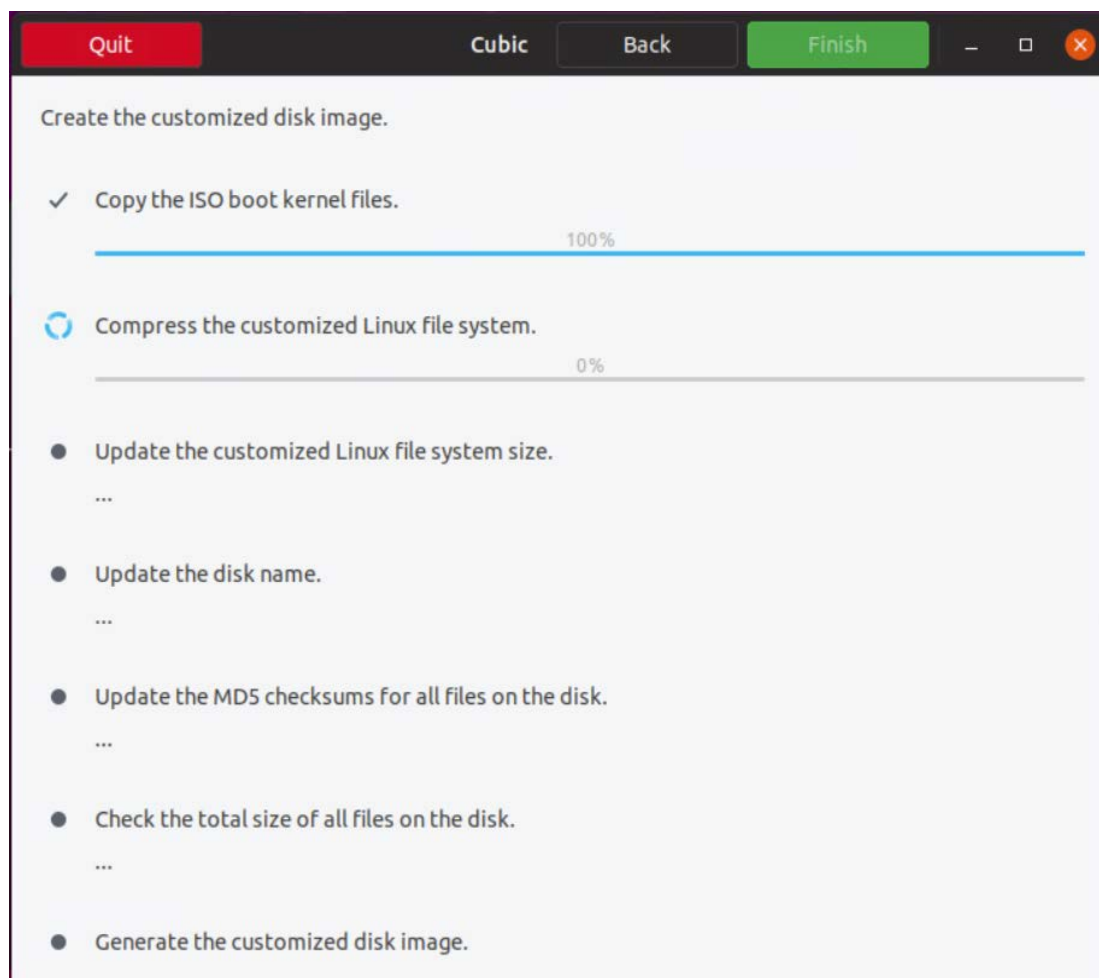 Quit Cubic Back Finish
Create the customized disk image.
Copy the ISO boot kernel files.
100%
Compress the customized Linux file system.
0%
Update the customized Linux file system size.
...
Update the disk name.
...
Update the MD5 checksums for all files on the disk.
...
Check the total size of all files on the disk.
...
Generate the customized disk image.